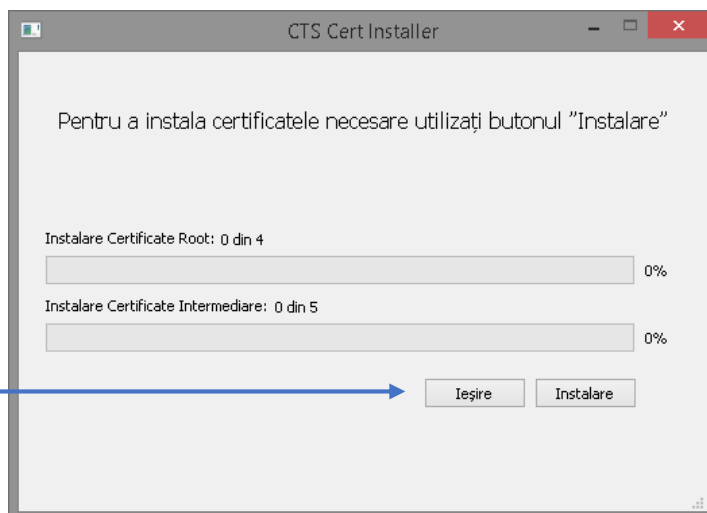 CTS Cert Installer
Pentru a instala certificatele necesare utilizați butonul ”Instalare”
Instalare Certificate Root: 0 din 4
0%
Instalare Certificate Intermediare: 0 din 5
0%
Ieşire Instalare